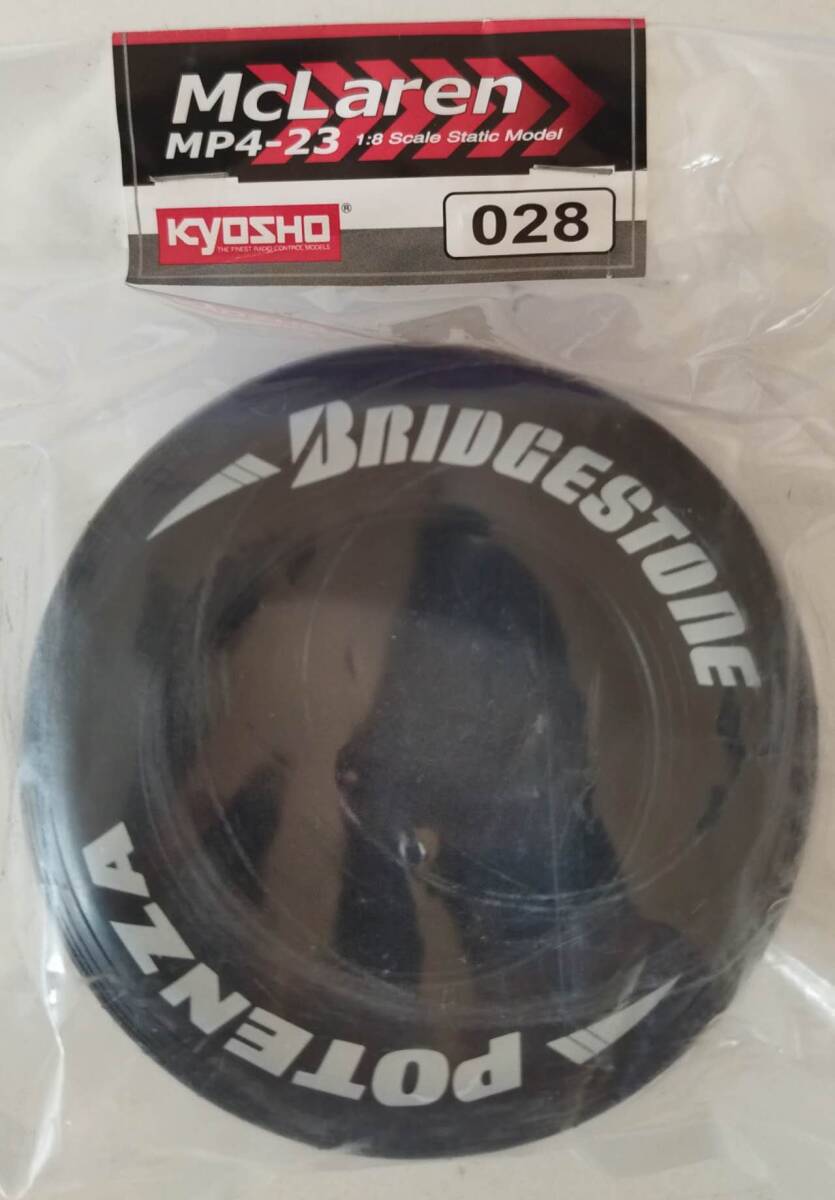 McLaren
MP4-23 1:8 Scale Static Model
KYOSHO®
THE FINEST RADIO CONTROL MODELS
028
BRIDGESTONE
POTENZA